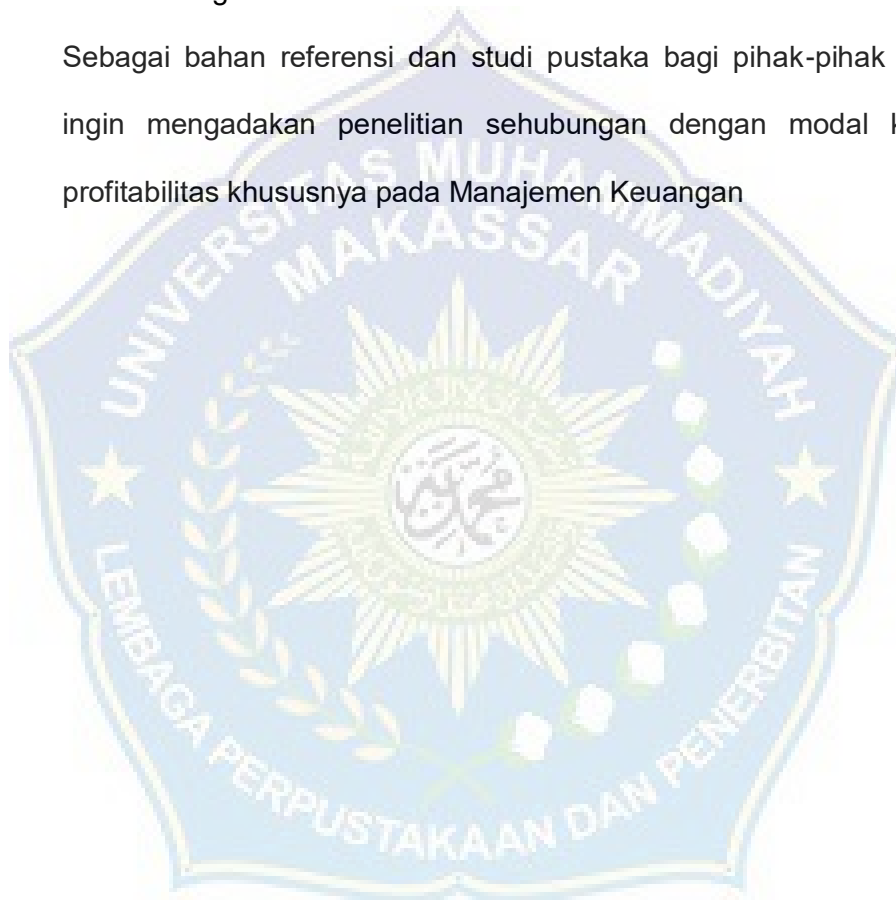 Sebagai bahan referensi dan studi pustaka bagi pihak-pihak
ingin mengadakan penelitian sehubungan dengan modal
profitabilitas khususnya pada Manajemen Keuangan
UNIVERSITAS MUHAMMADIYAH
MAKASSAR
LEMBAGA PERPUSTAKAAN DAN PENERBITAN